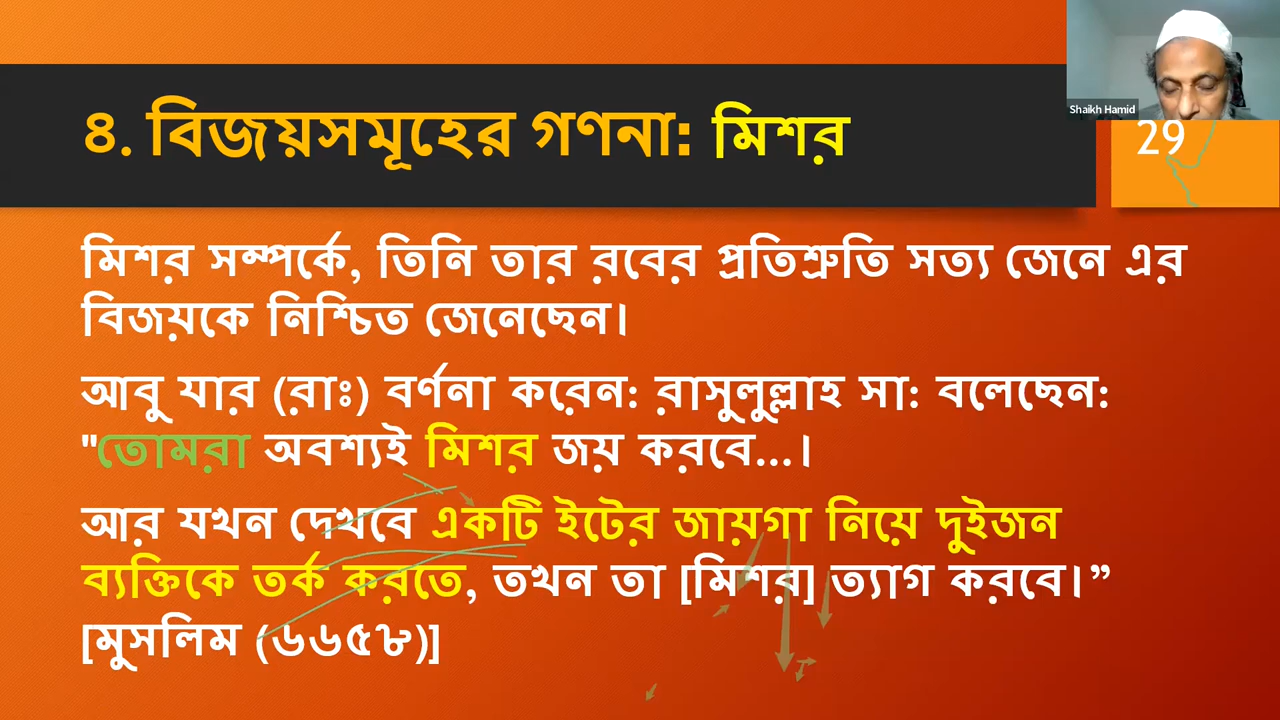 Shaikh Hamid
৪. বিজয়সমূহের গণনা: মিশর
29
মিশর সম্পর্কে, তিনি তার রবের প্রতিশ্রুতি সত্য জেনে এর
বিজয়কে নিশ্চিত জেনেছেন।
আবু যার (রাঃ) বর্ণনা করেন: রাসুলুল্লাহ সা: বলেছেন:
"তোমরা অবশ্যই মিশর জয় করবে...।
আর যখন দেখবে একটি ইটের জায়গা নিয়ে দুইজন
ব্যক্তিকে তর্ক করতে, তখন তা [মিশর] ত্যাগ করবে।”
[মুসলিম (৬৬৫৮)]